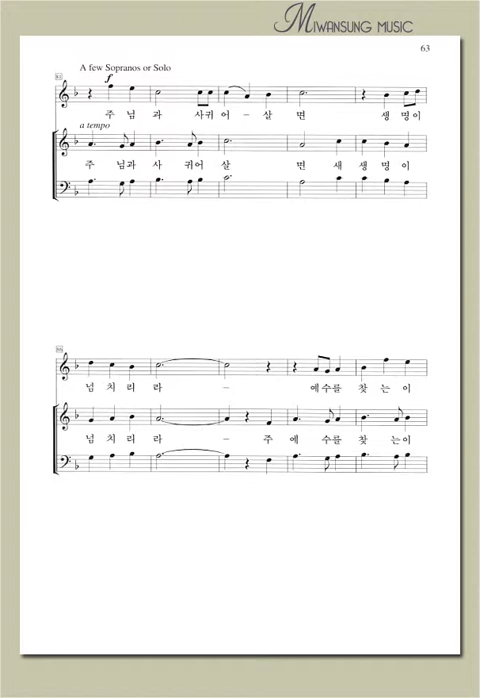 MIWANSUNG MUSIC
63
A few Sopranos or Solo
81
f
주 님 과 사귀 어 - 살 면 생 명이
a tempo
주 님과 사 귀어 살 면 새 생 명 이
넘 치 리 라 - 예수를 찾 는 이
넘 치 리 라 - 주 예 수를 찾 는이